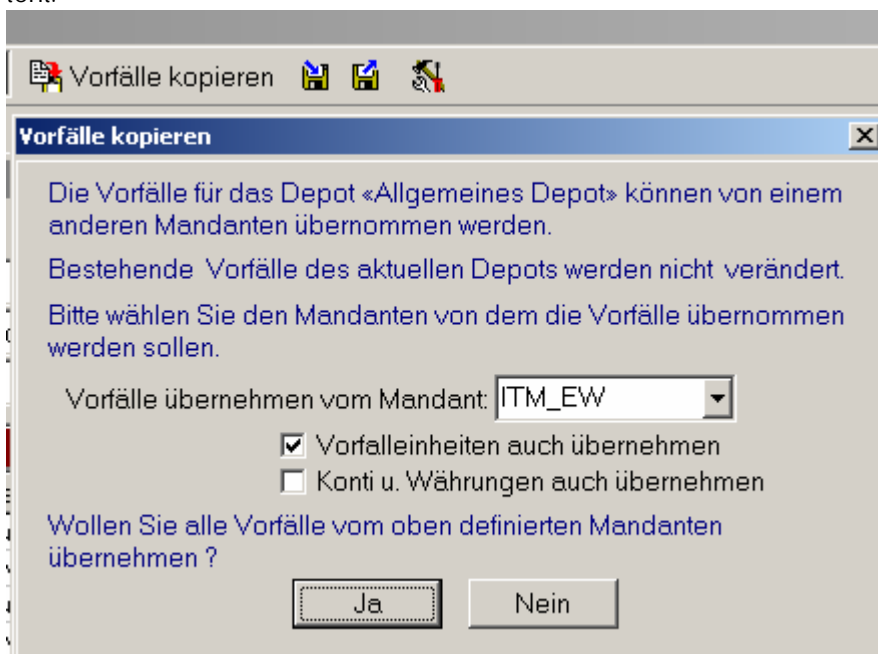 Vorfälle kopieren
Vorfälle kopieren
Die Vorfälle für das Depot «Allgemeines Depot» können von einem
anderen Mandanten übernommen werden.
Bestehende Vorfälle des aktuellen Depots werden nicht verändert.
Bitte wählen Sie den Mandanten von dem die Vorfälle übernommen
werden sollen.
Vorfälle übernehmen vom Mandant: ITM_EW
Vorfalleinheiten auch übernehmen
Konti u. Währungen auch übernehmen
Wollen Sie alle Vorfälle vom oben definierten Mandanten
übernehmen ?
Ja Nein